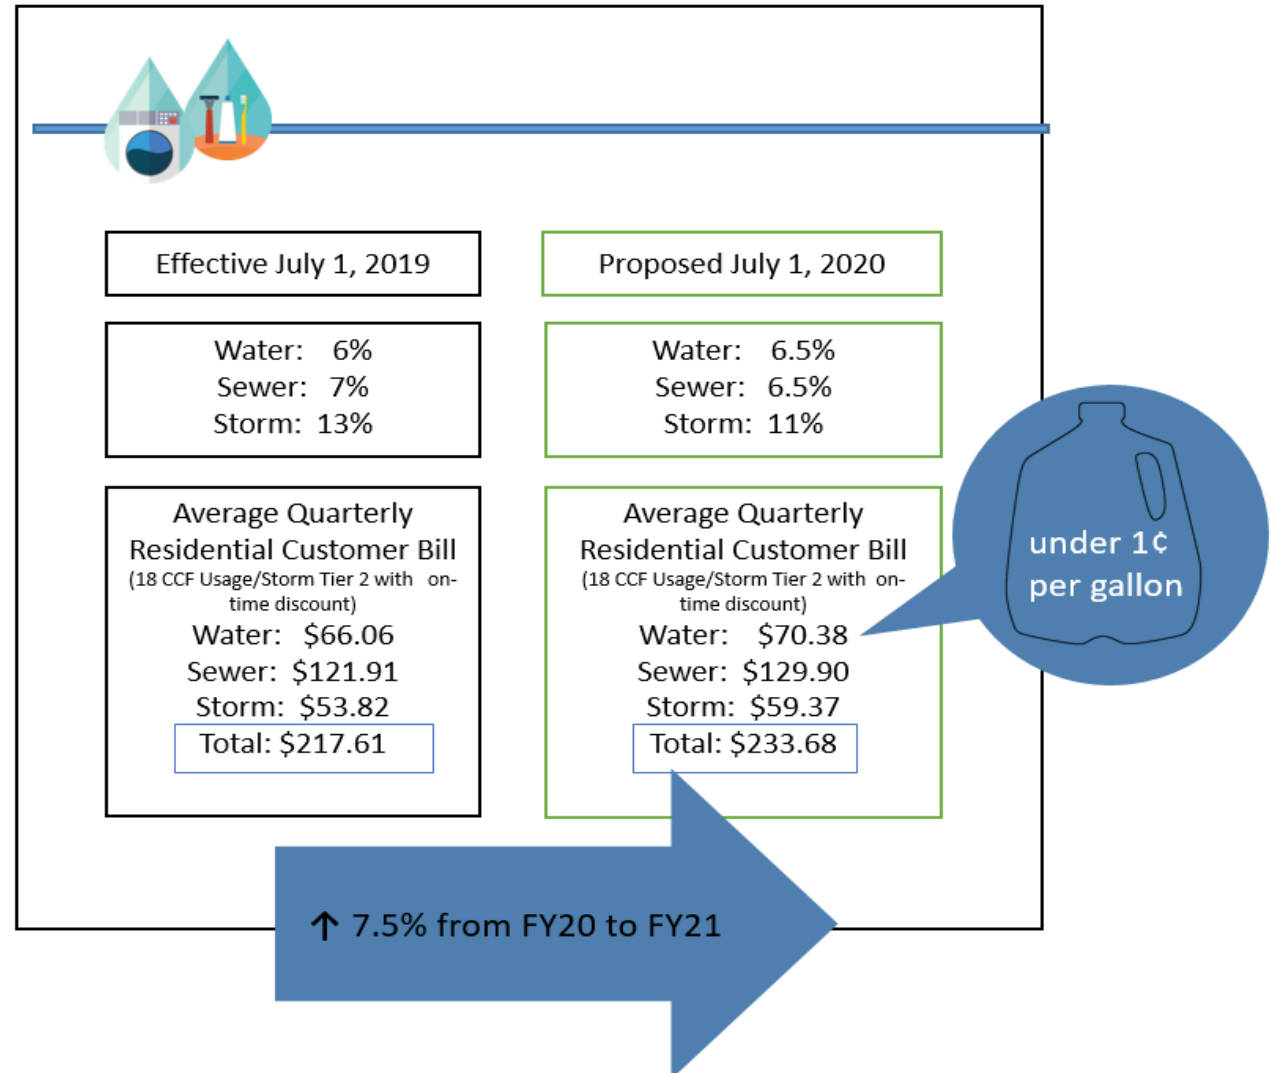 Effective July 1, 2019
Water: 6%
Sewer: 7%
Storm: 13%
Average Quarterly
Residential Customer Bill
(18 CCF Usage/Storm Tier 2 with on-
time discount)
Water: $66.06
Sewer: $121.91
Storm: $53.82
Total: $217.61
Proposed July 1, 2020
Water: 6.5%
Sewer: 6.5%
Storm: 11%
Average Quarterly
Residential Customer Bill
(18 CCF Usage/Storm Tier 2 with on-
time discount)
Water: $70.38
Sewer: $129.90
Storm: $59.37
Total: $233.68
under 1¢
per gallon
↑ 7.5% from FY20 to FY21